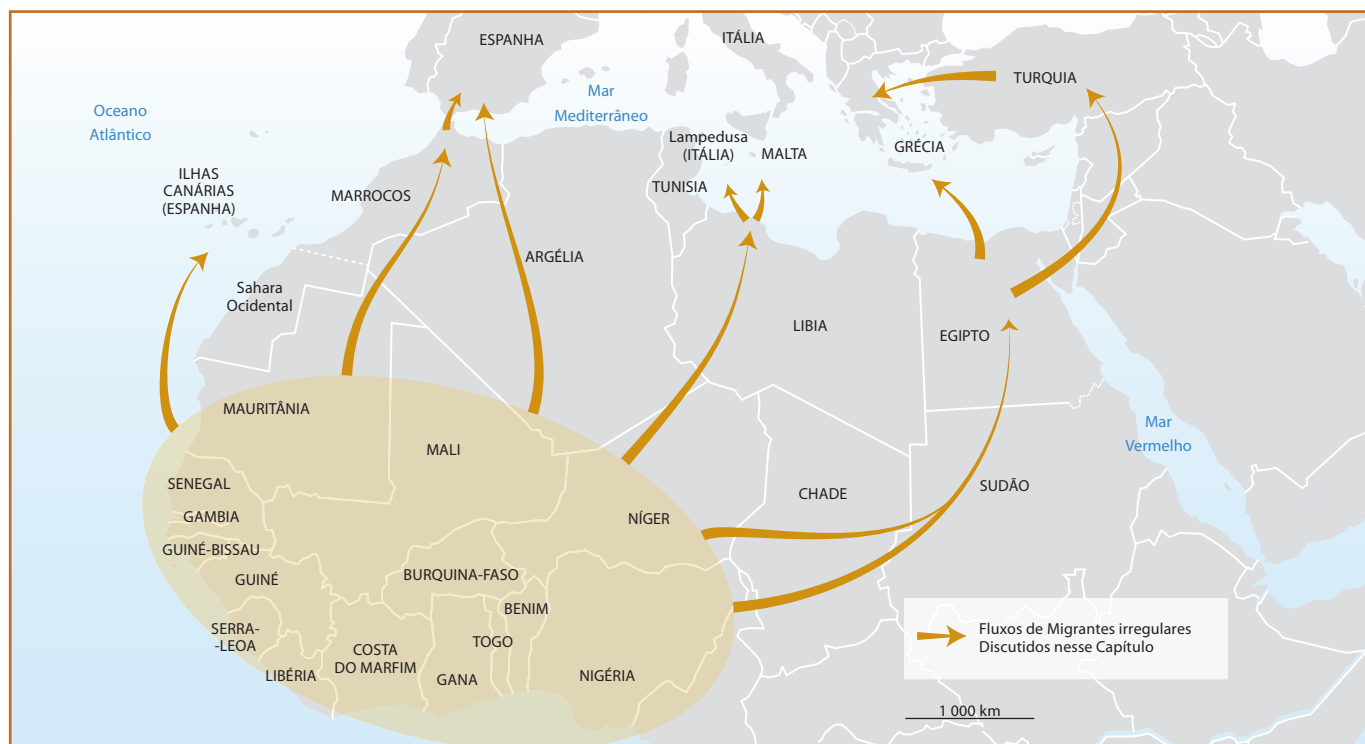 ESPANHA
ITÁLIA
TURQUIA
Oceano
Atlântico
Mar
Mediterrâneo
Lampedusa
(ITÁLIA)
MALTA
GRÉCIA
TUNISIA
ILHAS
CANÁRIAS
(ESPANHA)
MARROCOS
ARGÉLIA
Sahara
Ocidental
LIBIA
EGIPTO
MAURITÂNIA
MALI
Mar
Vermelho
SENEGAL
CHADE
SUDÃO
GAMBIA
NÍGER
GUINÉ-BISSAU
GUINÉ
BURQUINA-FASO
BENIM
SERRA-
-LEOA
TOGO
COSTA
DO MARFIM
LIBÉRIA
GANA
NIGÉRIA
Fluxos de Migrantes irregulares
Discutidos nesse Capítulo
1 000 km